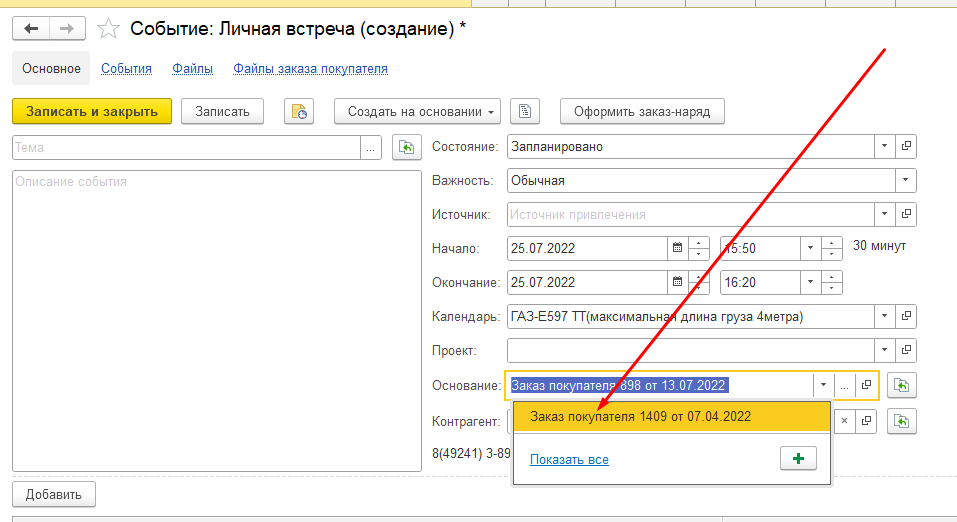 Событие: Личная встреча (создание) *
Основное События Файлы Файлы заказа покупателя
Записать и закрыть Записать Создать на основании Оформить заказ-наряд
Тема ...
Описание события
Состояние: Запланировано
Важность: Обычная
Источник: Источник привлечения
Начало: 25.07.2022 15:50 30 минут
Окончание: 25.07.2022 16:20
Календарь: ГАЗ-Е597 ТТ(максимальная длина груза 4метра)
Проект:
Основание: Заказ покупателя 898 от 13.07.2022 ...
Заказ покупателя 1409 от 07.04.2022
Показать все
Контрагент:
8(49241) 3-89
Добавить